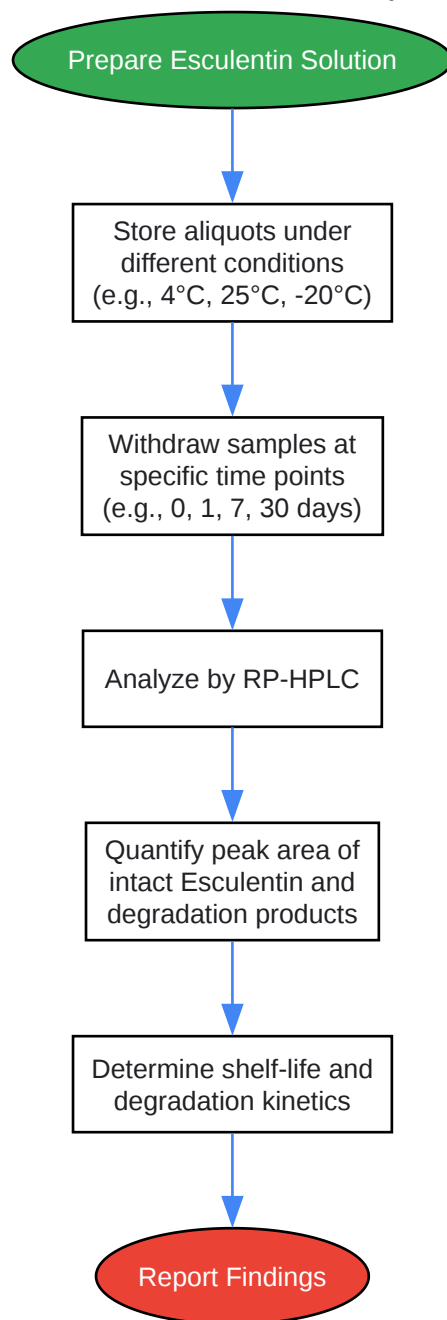 Prepare Esculentin Solution
Store aliquots under
different conditions
(e.g., 4°C, 25°C, -20°C)
Withdraw samples at
specific time points
(e.g., 0, 1, 7, 30 days)
Analyze by RP-HPLC
Quantify peak area of
intact Esculentin and
degradation products
Determine shelf-life and
degradation kinetics
Report Findings